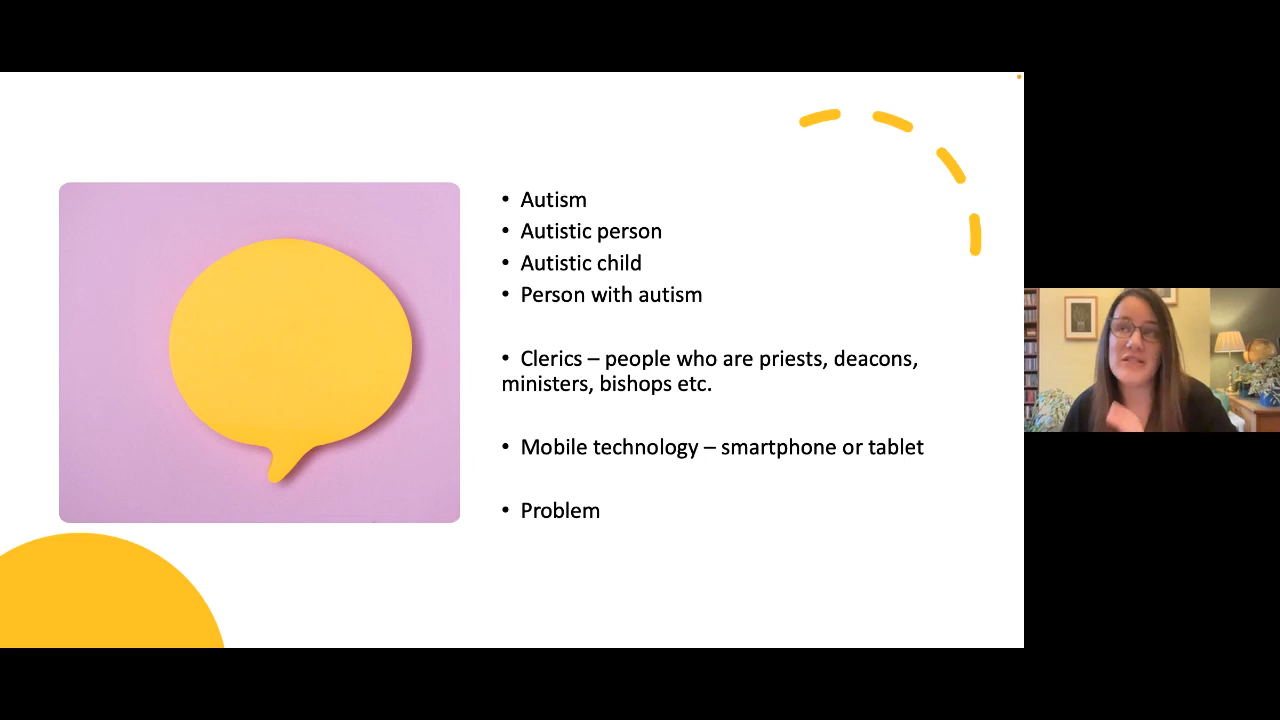 • Autism
• Autistic person
• Autistic child
• Person with autism
• Clerics – people who are priests, deacons,
ministers, bishops etc.
• Mobile technology – smartphone or tablet
• Problem